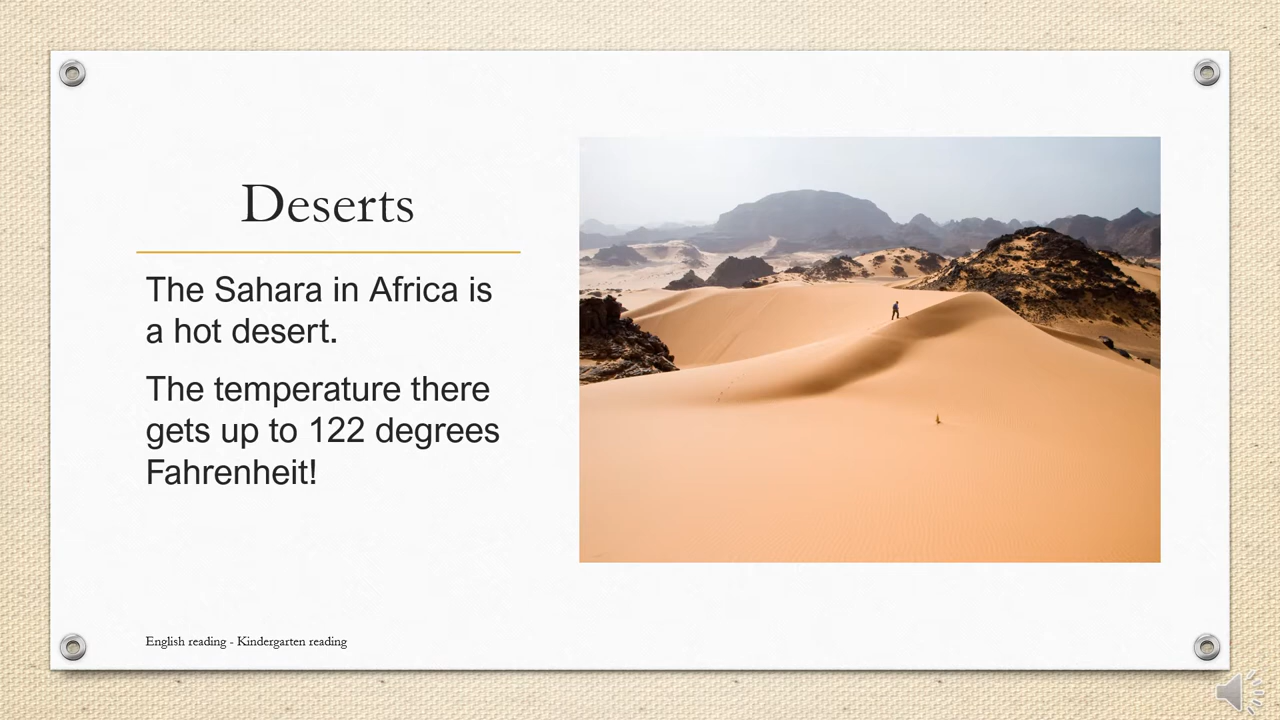 Deserts
The Sahara in Africa is
a hot desert.
The temperature there
gets up to 122 degrees
Fahrenheit!
English reading - Kindergarten reading